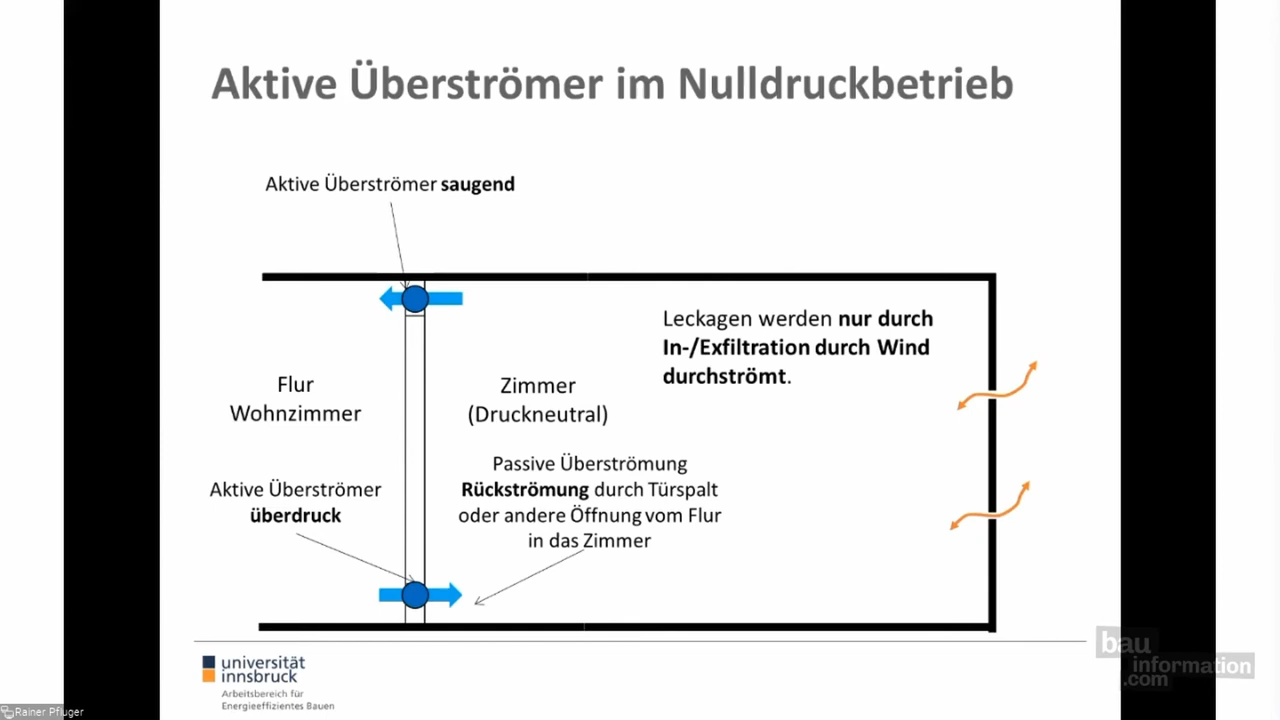 Aktive Überströmer im Nulldruckbetrieb
Aktive Überströmer saugend
Leckagen werden nur durch
In-/Exfiltration durch Wind
durchströmt.
Flur
Wohnzimmer
Zimmer
(Druckneutral)
Passive Überströmung
Rückströmung durch Türspalt
oder andere Öffnung vom Flur
in das Zimmer
Aktive Überströmer
überdruck
universität
innsbruck
Arbeitsbereich für
Energieeffizientes Bauen
bau
information
.com
Rainer Pfluger